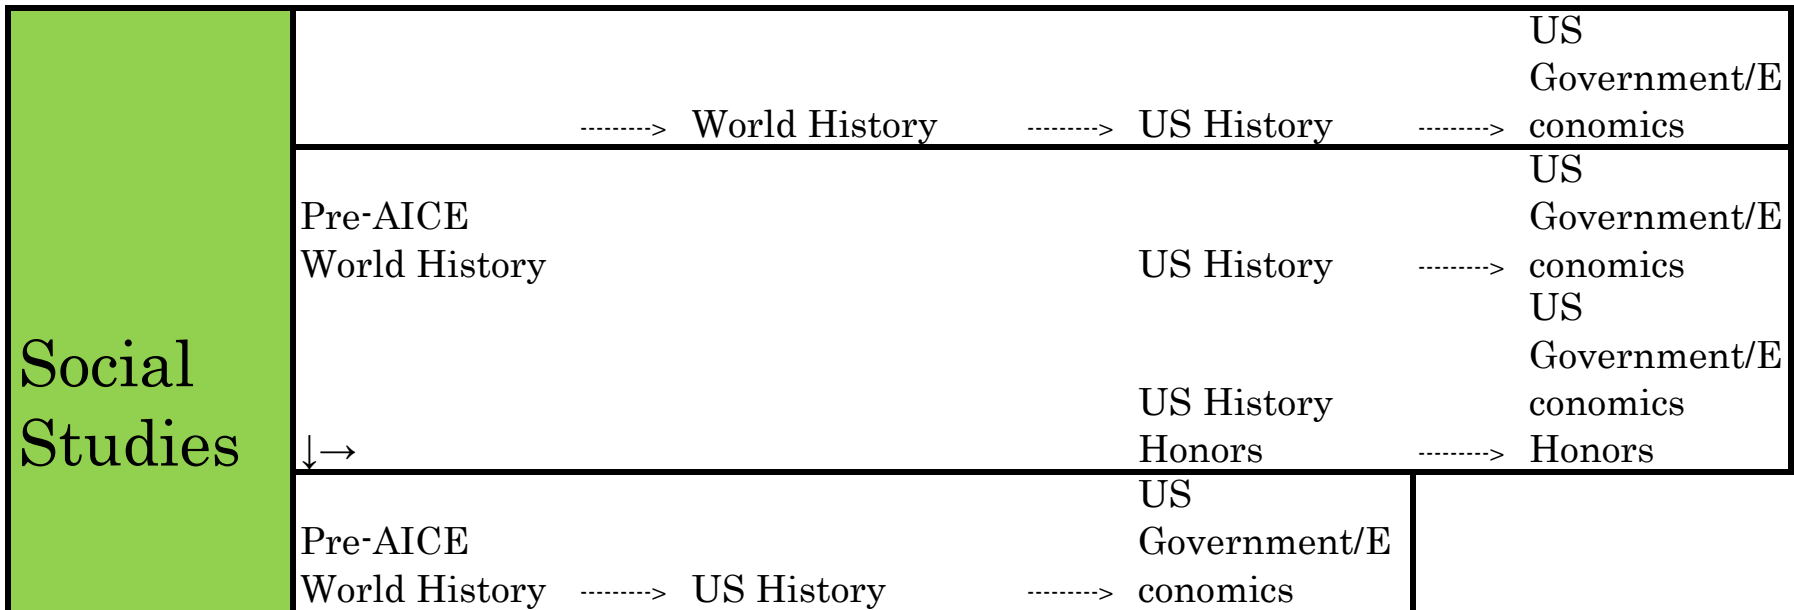 Social
Studies
US
Government/E
---------> World History ---------> US History ---------> conomics
US
Pre-AICE Government/E
World History US History ---------> conomics
US
Government/E
US History conomics
↓→ Honors ---------> Honors
US
Pre-AICE Government/E
World History ---------> US History ---------> conomics